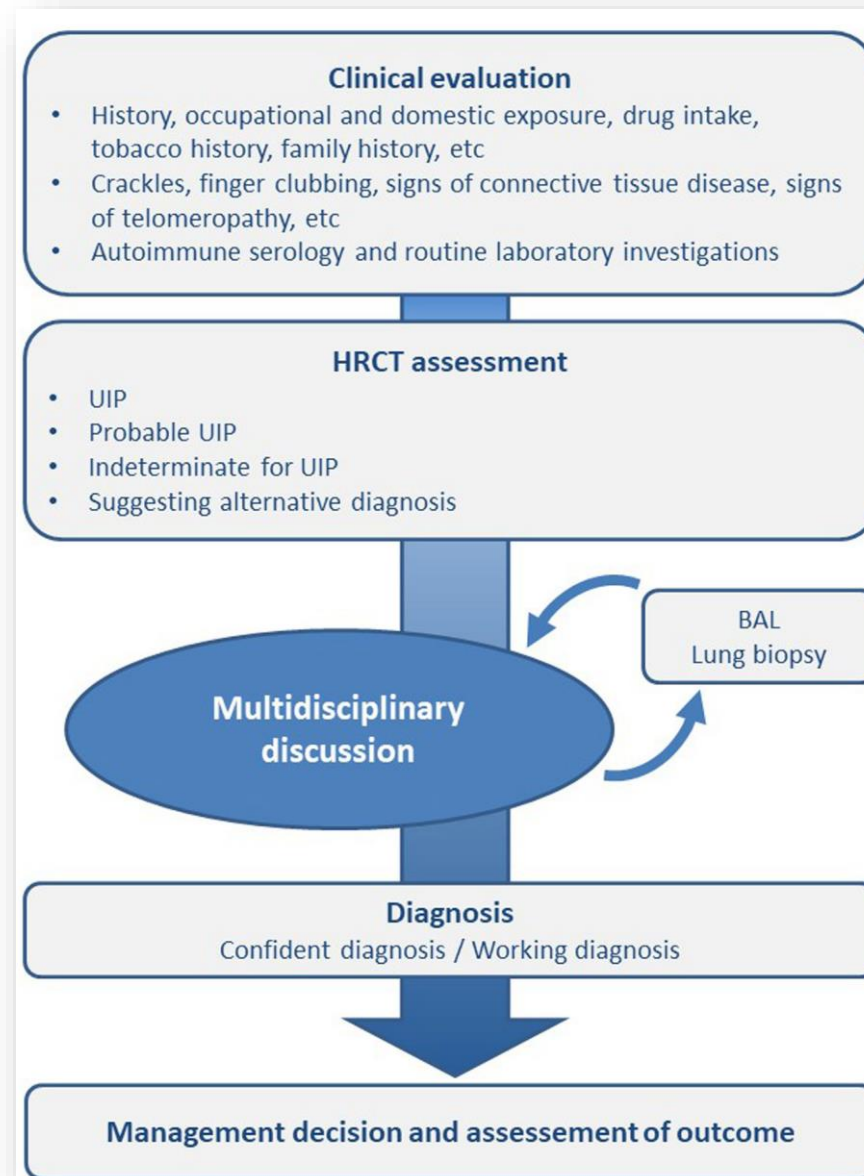 Clinical evaluation
• History, occupational and domestic exposure, drug intake,
tobacco history, family history, etc
• Crackles, finger clubbing, signs of connective tissue disease, signs
of telomeropathy, etc
• Autoimmune serology and routine laboratory investigations
HRCT assessment
• UIP
• Probable UIP
• Indeterminate for UIP
• Suggesting alternative diagnosis
BAL
Lung biopsy
Multidisciplinary
discussion
Diagnosis
Confident diagnosis / Working diagnosis
Management decision and assessement of outcome